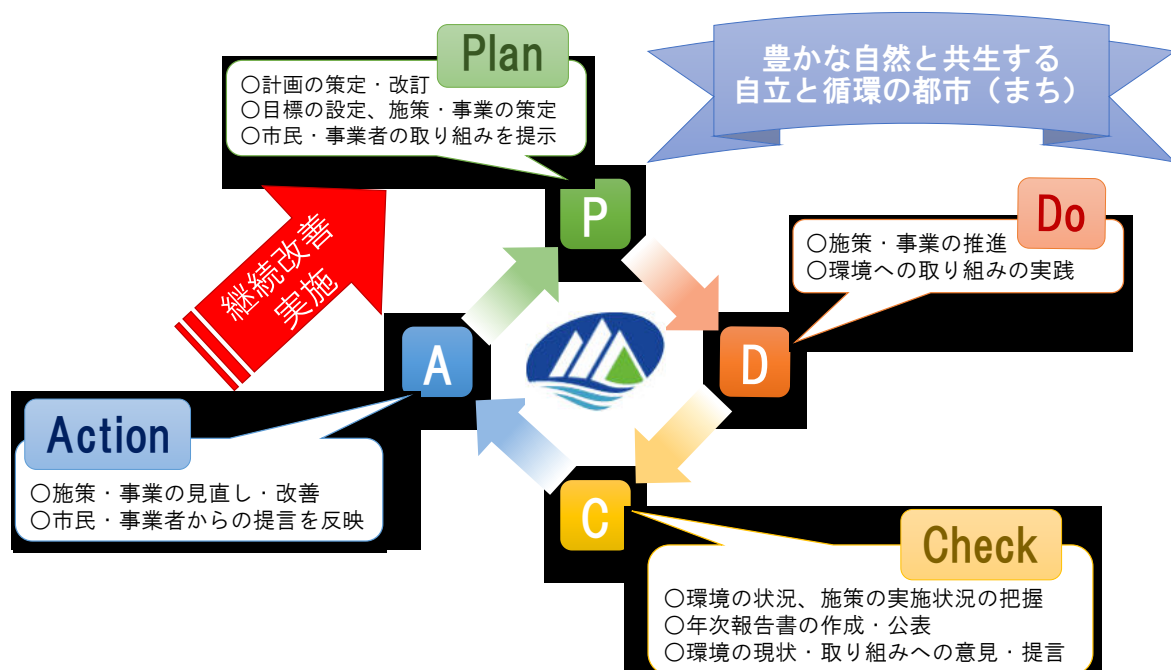 Plan
○計画の策定・改訂
○目標の設定、施策・事業の策定
○市民・事業者の取り組みを提示
豊かな自然と共生する
自立と循環の都市（まち）
P
Do
○施策・事業の推進
○環境への取り組みの実践
継続改善
実施
A
D
Action
○施策・事業の見直し・改善
○市民・事業者からの提言を反映
C
Check
○環境の状況、施策の実施状況の把握
○年次報告書の作成・公表
○環境の現状・取り組みへの意見・提言